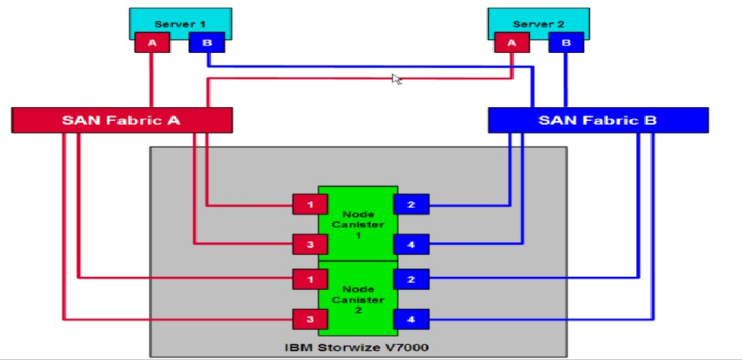 Server 1
Server 2
A
B
A
B
SAN Fabric A
SAN Fabric B
1
Node
Canister
1
2
3
4
1
Node
Canister
2
2
3
4
IBM Storwize V7000